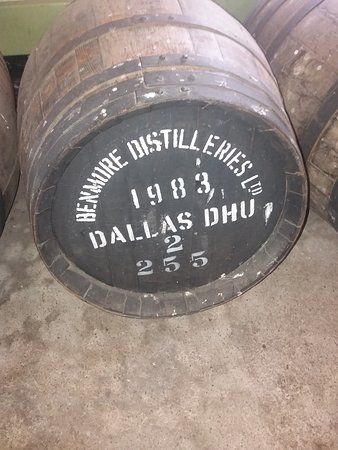 BENMORE DISTILLERIES LTD
1983
DALLAS DHU
2
255